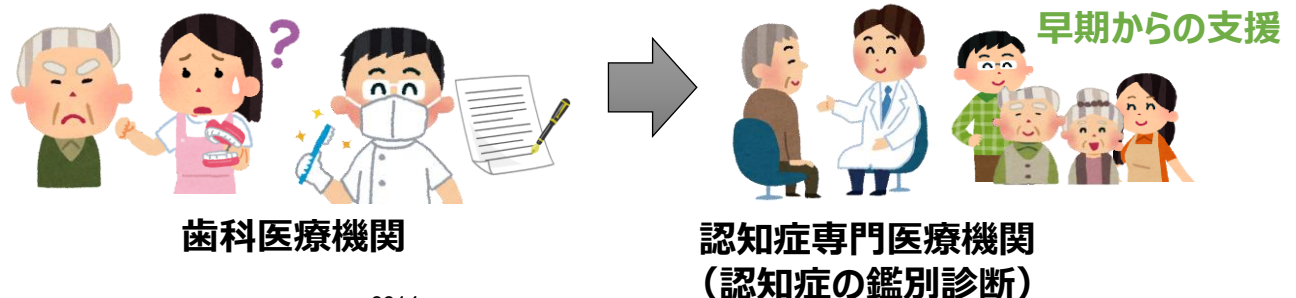 早期からの支援
?
歯科医療機関
認知症専門医療機関
（認知症の鑑別診断）